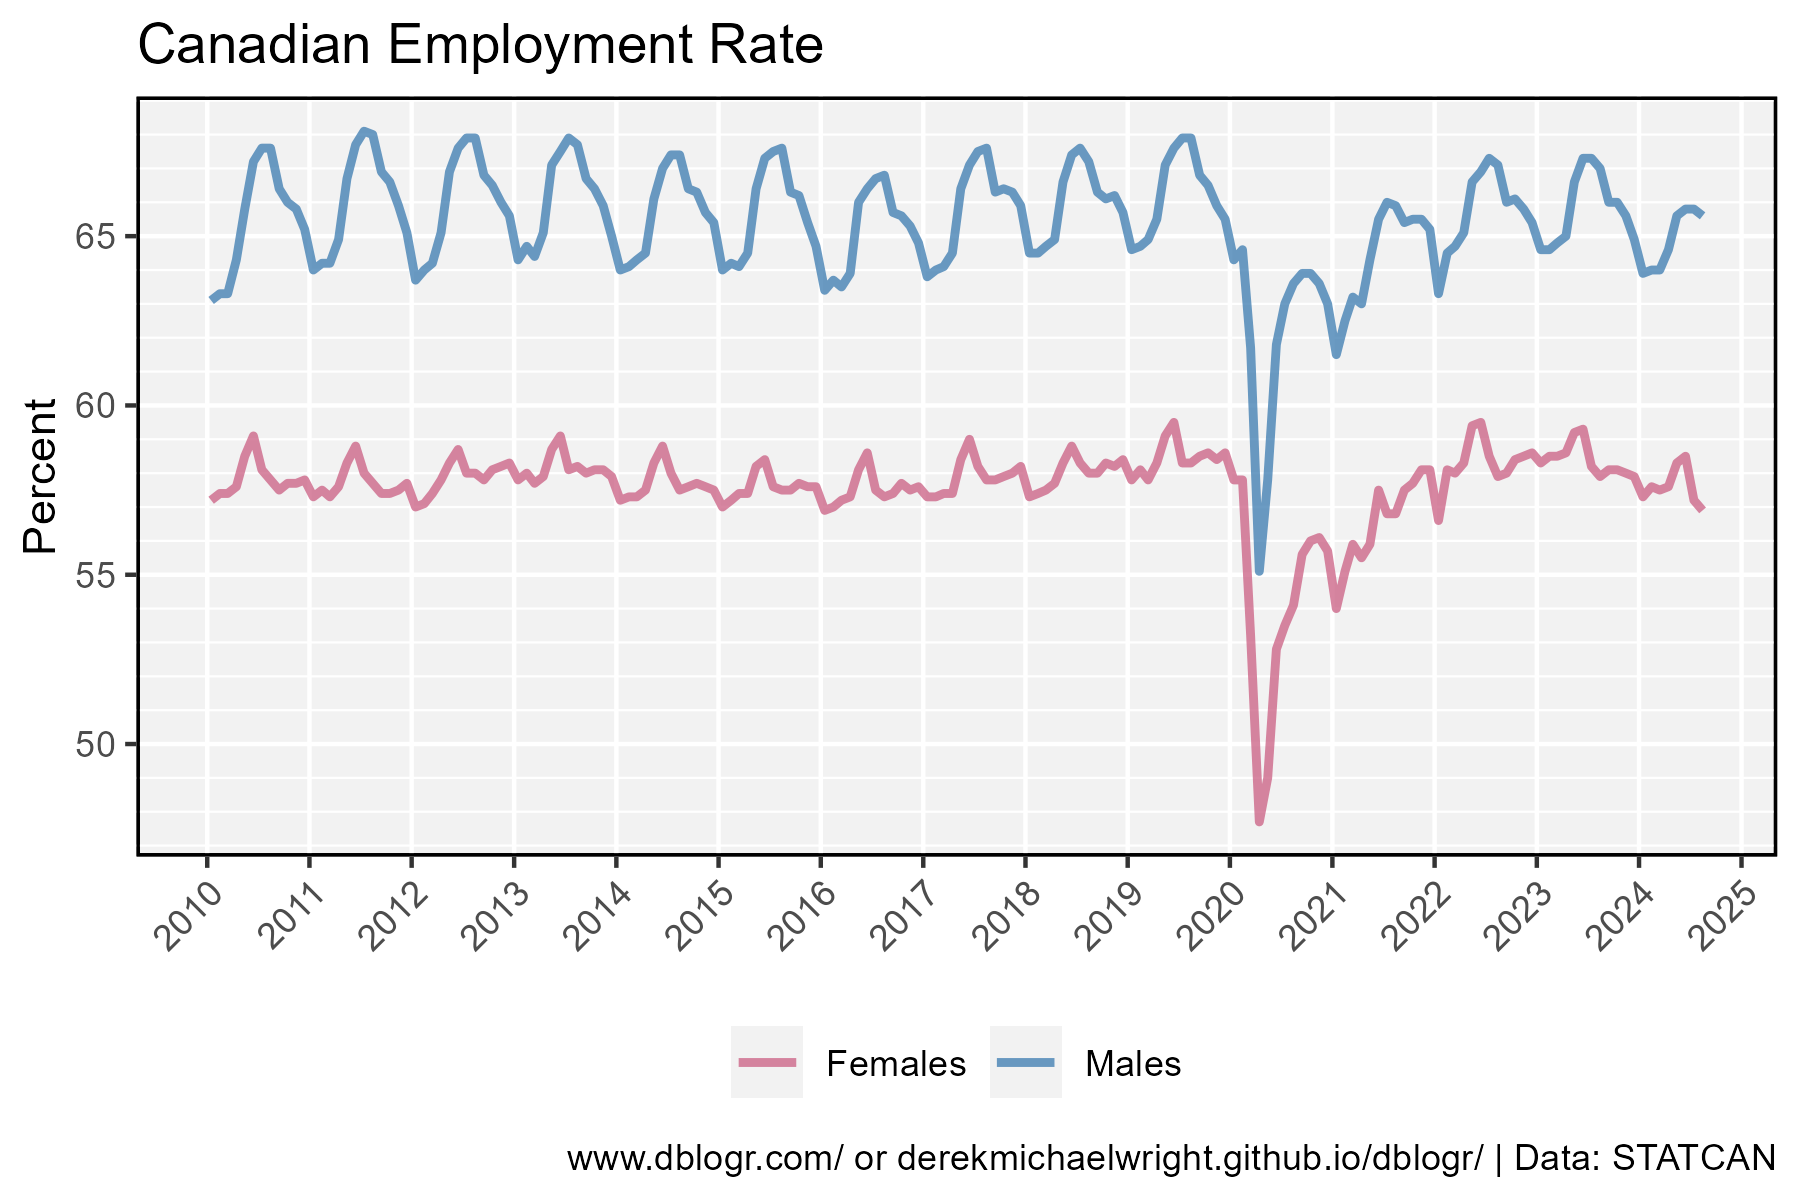 Canadian Employment Rate
Percent
65
60
55
50
2010 2011 2012 2013 2014 2015 2016 2017 2018 2019 2020 2021 2022 2023 2024 2025
Females Males
www.dblogr.com/ or derekmichaelwright.github.io/dblogr/ | Data: STATCAN